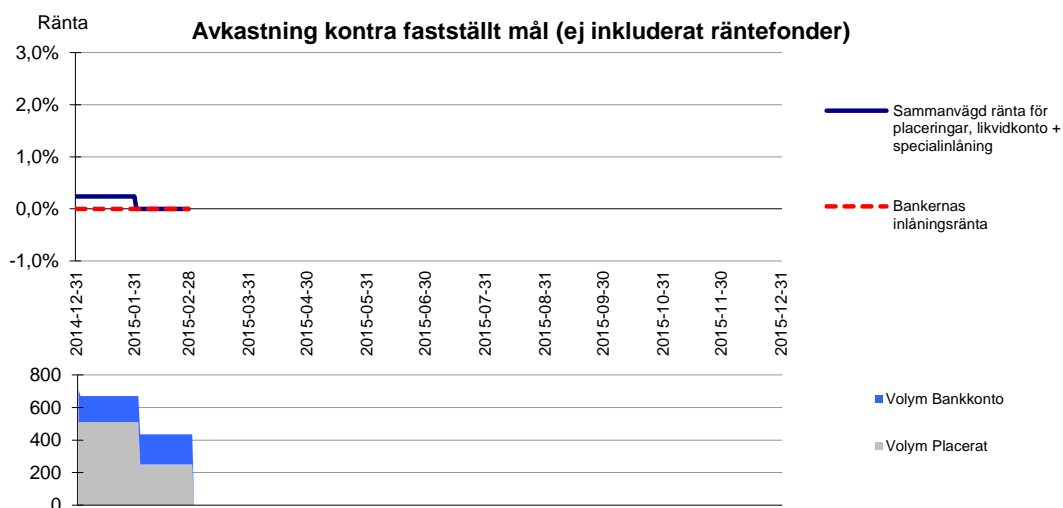 Ränta
Avkastning kontra fastställt mål (ej inkluderat räntefonder)
3,0%
2,0%
1,0%
0,0%
-1,0%
2014-12-31
2015-01-31
2015-02-28
2015-03-31
2015-04-30
2015-05-31
2015-06-30
2015-07-31
2015-08-31
2015-09-30
2015-10-31
2015-11-30
2015-12-31
Sammanvägd ränta för
placeringar, likvidkonto +
specialinlåning
Bankernas
inlåningsränta
800
600
400
200
0
Volym Bankkonto
Volym Placerat